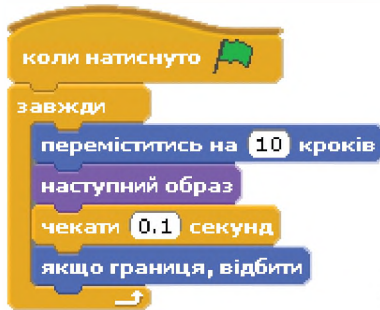 коли натиснуто
завжди
переміститись на 10 кроків
наступний образ
чекати 0.1 секунд
якщо границя, відбити